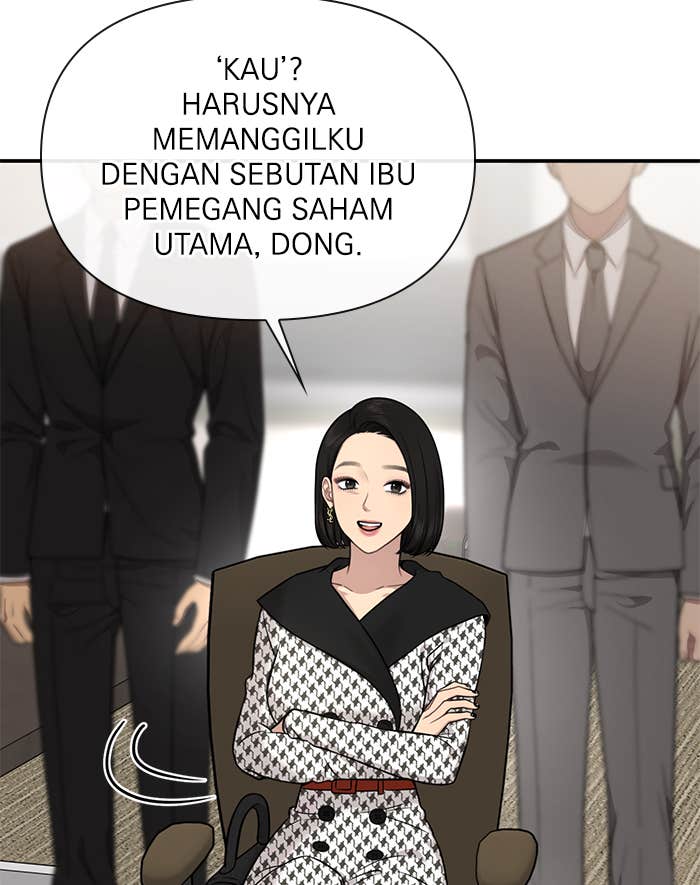 ‘KAU’?
HARUSNYA
MEMANGGILKU
DENGAN SEBUTAN IBU
PEMEGANG SAHAM
UTAMA, DONG.